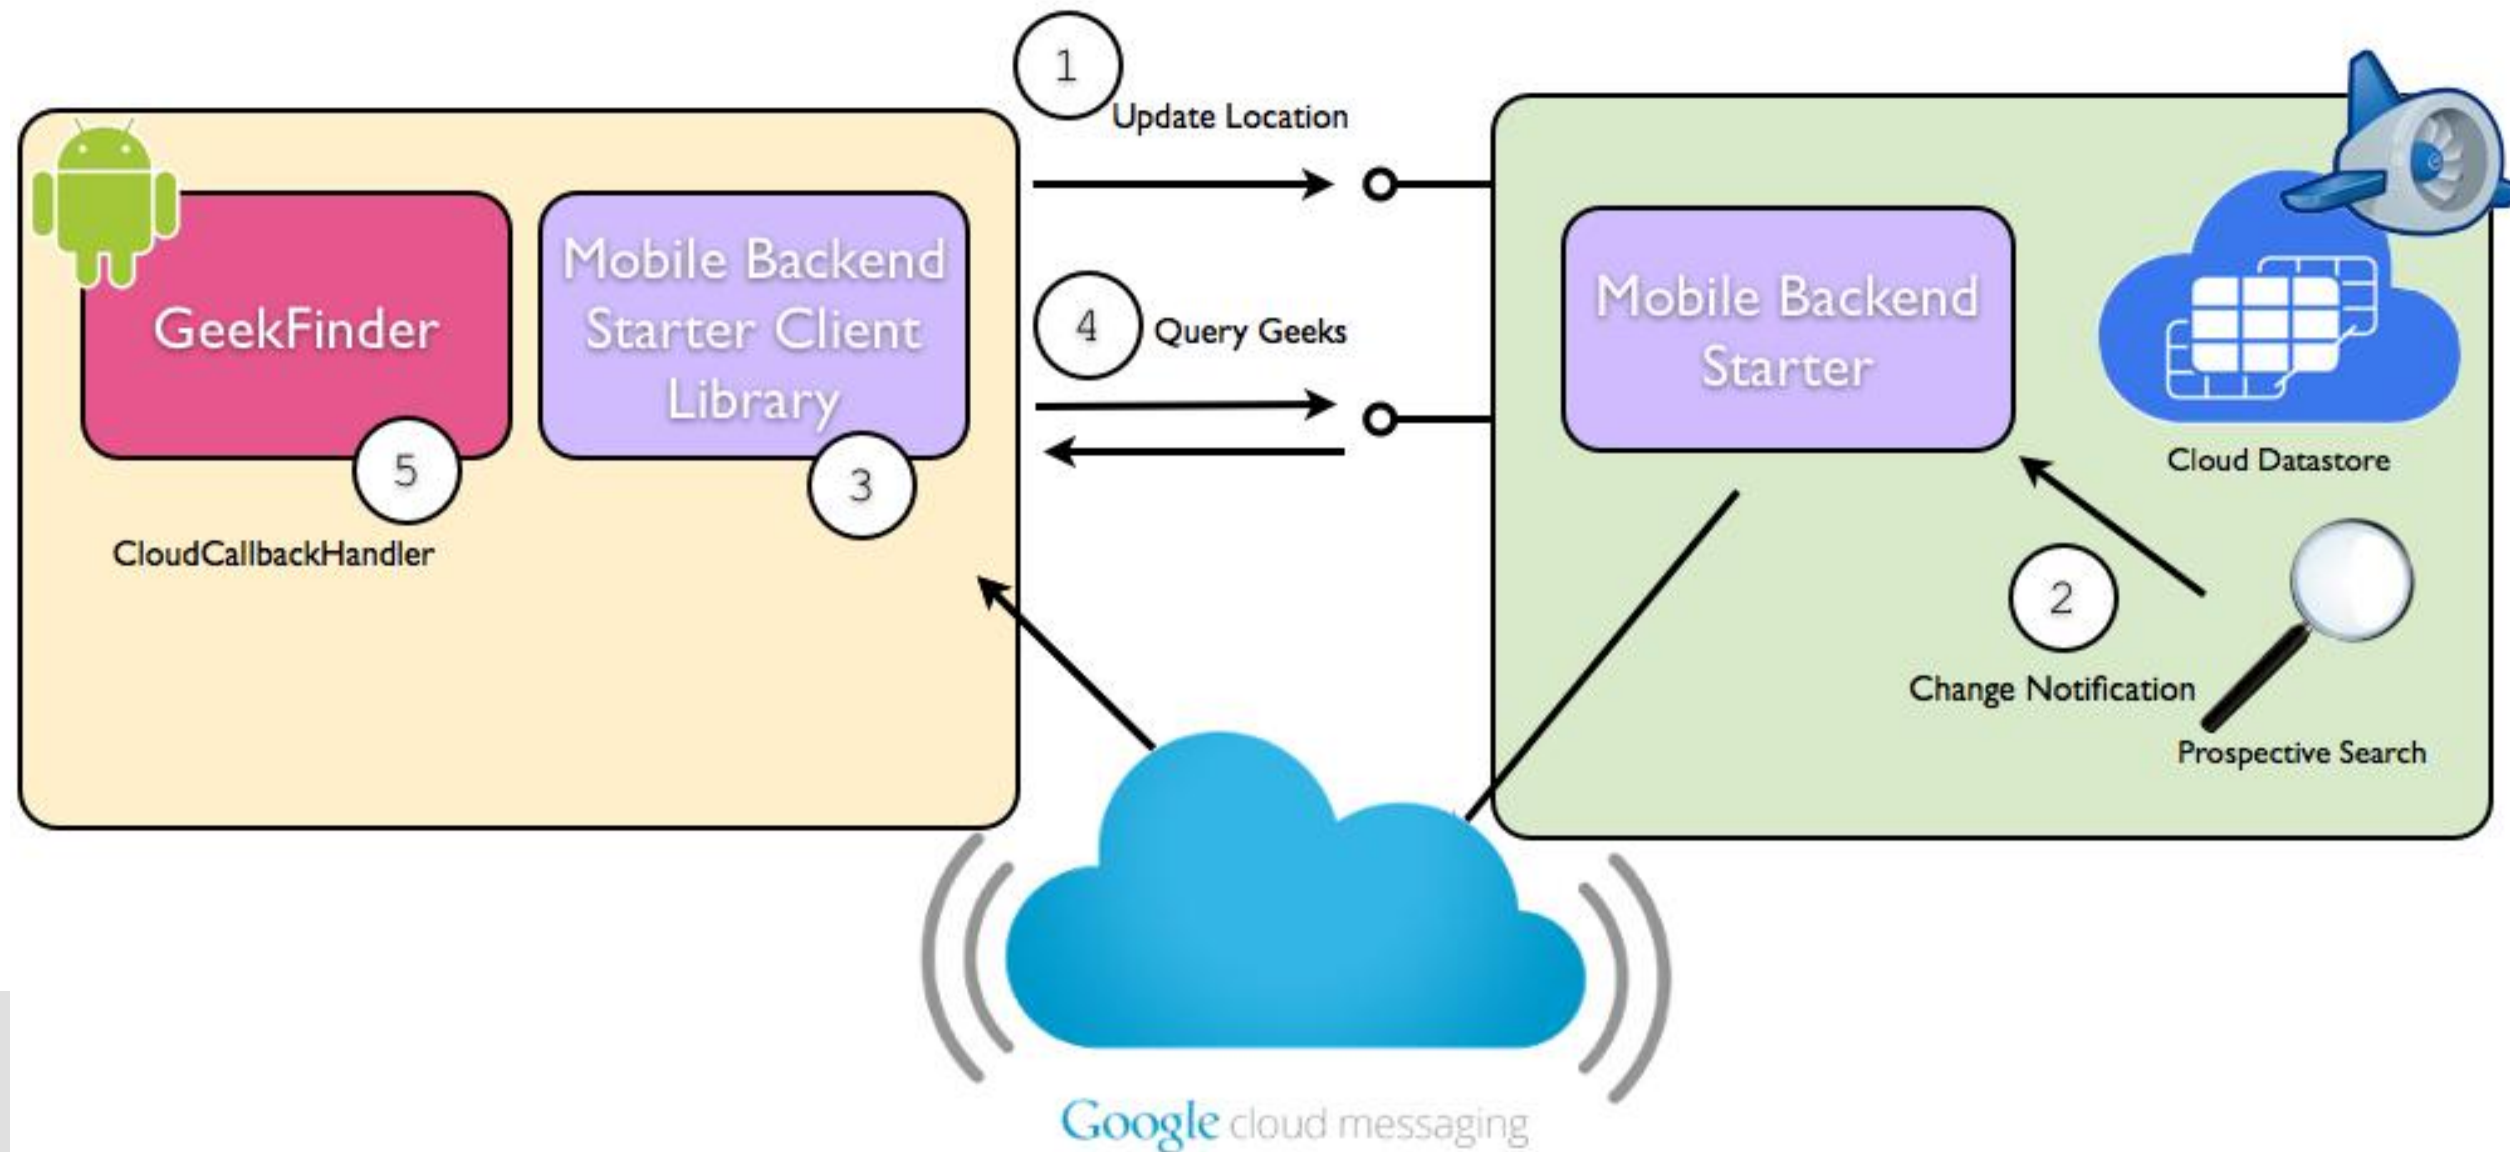 1
Update Location
GeekFinder
Mobile Backend
Starter Client
Library
5
3
CloudCallbackHandler
4
Query Geeks
Mobile Backend
Starter
Cloud Datastore
2
Change Notification
Prospective Search
Google cloud messaging